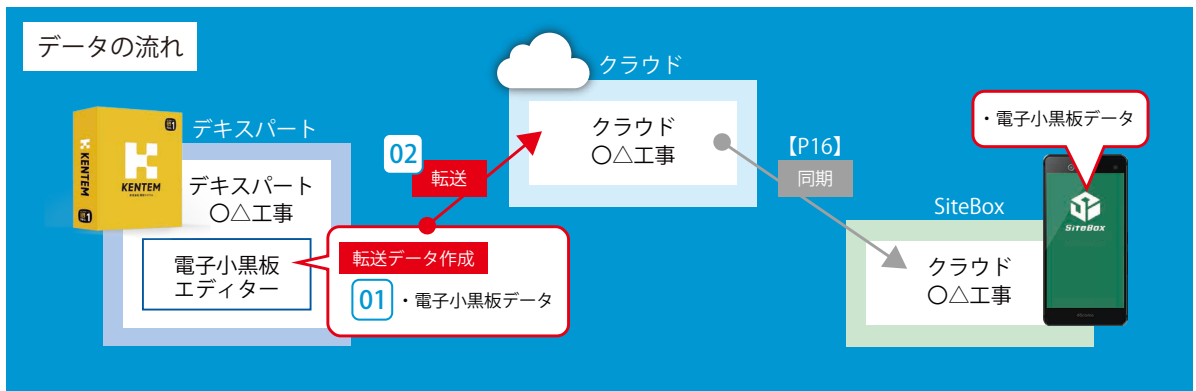 データの流れ
クラウド
クラウド
〇△工事
デキスパート
KENTEM
KENTEM
デキスパート
〇△工事
電子小黒板
エディター
02
転送
転送データ作成
01
・電子小黒板データ
【P16】
同期
・電子小黒板データ
SiteBox
SiteBox
クラウド
〇△工事